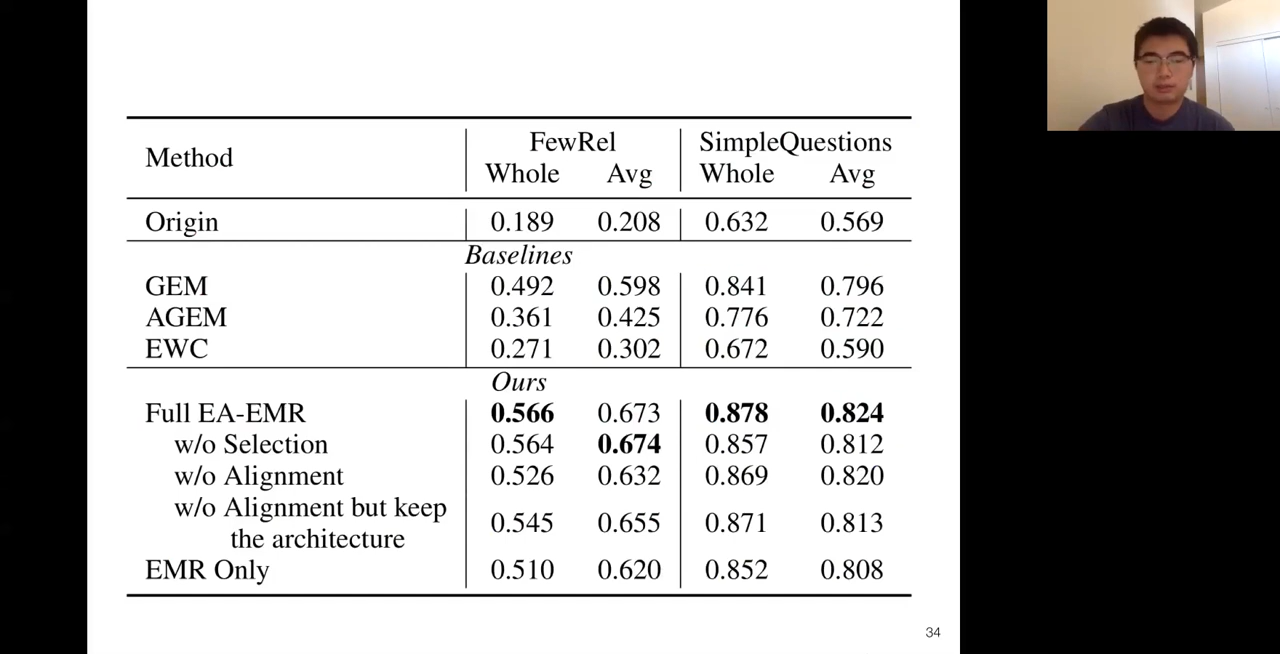 Method FewRel SimpleQuestions
Whole Avg Whole Avg
Origin 0.189 0.208 0.632 0.569
Baselines
GEM 0.492 0.598 0.841 0.796
AGEM 0.361 0.425 0.776 0.722
EWC 0.271 0.302 0.672 0.590
Ours
Full EA-EMR 0.566 0.673 0.878 0.824
w/o Selection 0.564 0.674 0.857 0.812
w/o Alignment 0.526 0.632 0.869 0.820
w/o Alignment but keep
the architecture 0.545 0.655 0.871 0.813
EMR Only 0.510 0.620 0.852 0.808
34